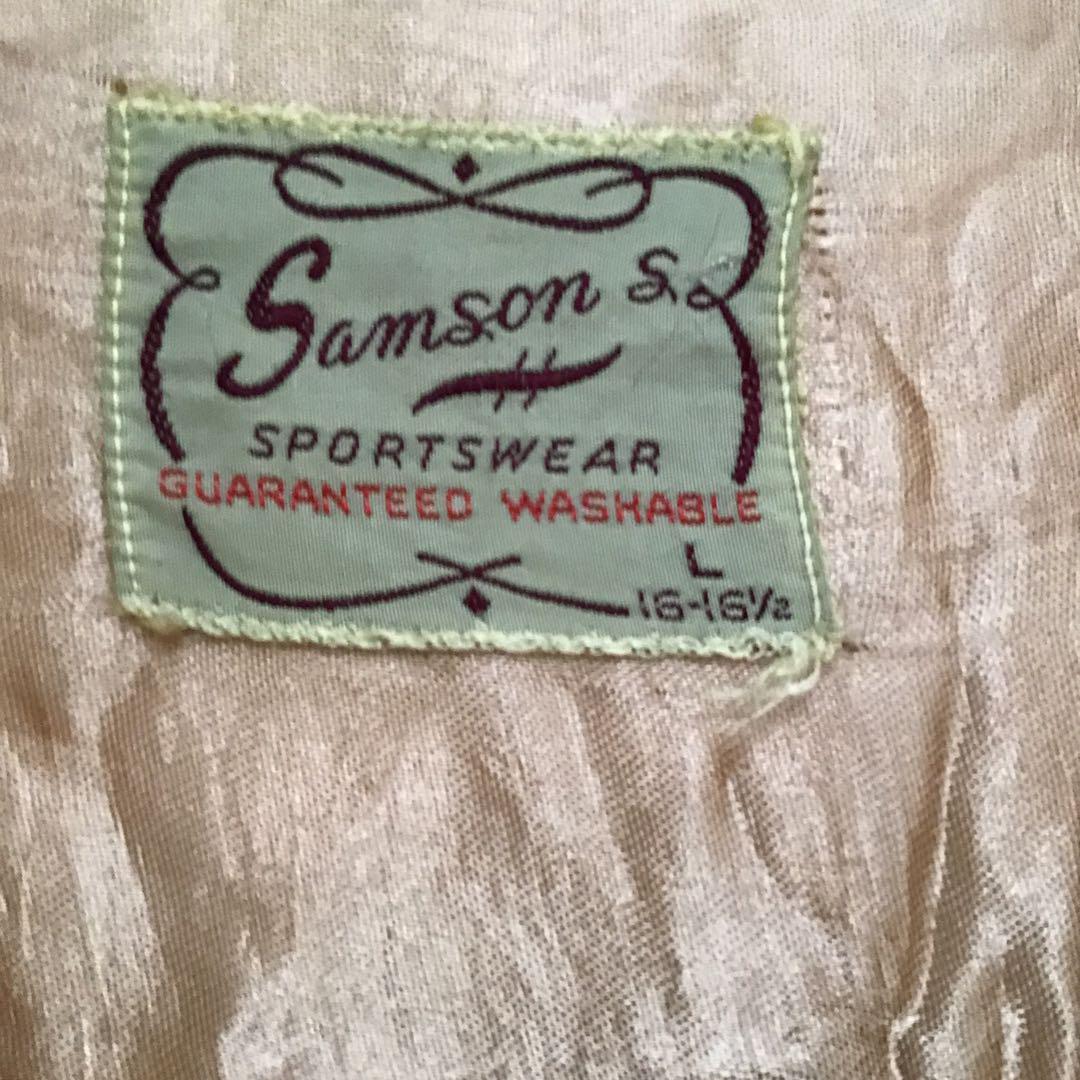 Samson S.
SPORTSWEAR
GUARANTEED WASHABLE
L
16-16½